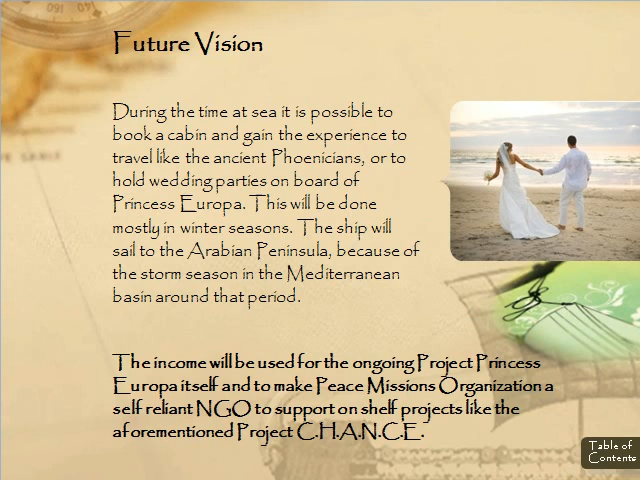 Future Vision
During the time at sea it is possible to
book a cabin and gain the experience to
travel like the ancient Phoenicians, or to
hold wedding parties on board of
Princess Europa. This will be done
mostly in winter seasons. The ship will
sail to the Arabian Peninsula, because of
the storm season in the Mediterranean
basin around that period.
The income will be used for the ongoing Project Princess
Europa itself and to make Peace Missions Organization a
self reliant NGO to support on shelf projects like the
aforementioned Project C.H.A.N.C.E.
Table of
Contents